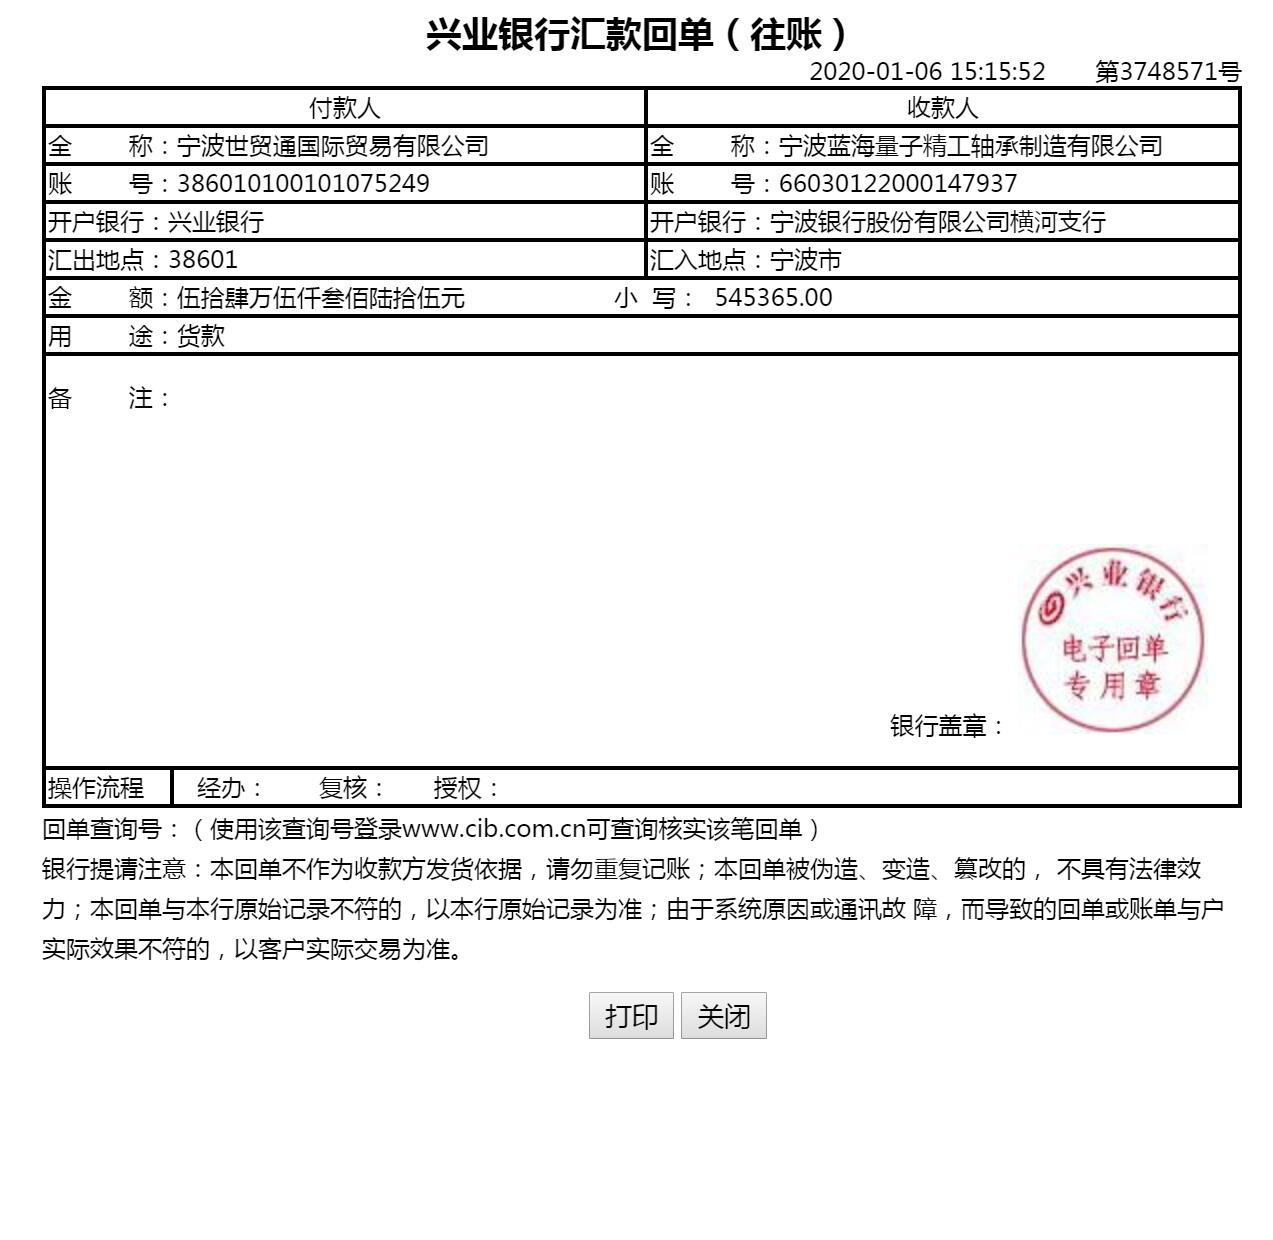 兴业银行汇款回单（往账）
2020-01-06 15:15:52 第3748571号
付款人 收款人
全 称：宁波世贸通国际贸易有限公司 全 称：宁波蓝海量子精工轴承制造有限公司
账 号：386010100101075249 账 号：66030122000147937
开户银行：兴业银行 开户银行：宁波银行股份有限公司横河支行
汇出地点：38601 汇入地点：宁波市
金 额：伍拾肆万伍仟叁佰陆拾伍元 小 写： 545365.00
用 途：货款
备 注：
兴业银行
电子回单
专用章
银行盖章：
操作流程 经办： 复核： 授权：
回单查询号：（使用该查询号登录www.cib.com.cn可查询核实该笔回单）
银行提请注意：本回单不作为收款方发货依据，请勿重复记账；本回单被伪造、变造、篡改的， 不具有法律效
力；本回单与本行原始记录不符的，以本行原始记录为准；由于系统原因或通讯故 障，而导致的回单或账单与户
实际效果不符的，以客户实际交易为准。
打印 关闭